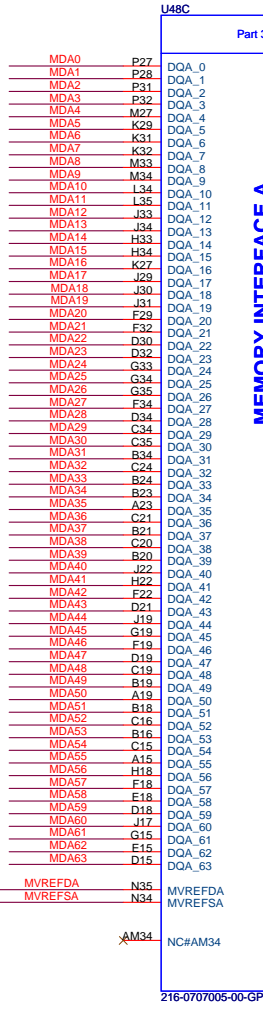 U48C
Part 3
MDA0 P27 DQA_0
MDA1 P28 DQA_1
MDA2 P31 DQA_2
MDA3 P32 DQA_3
MDA4 M27 DQA_4
MDA5 K29 DQA_5
MDA6 K31 DQA_6
MDA7 K32 DQA_7
MDA8 M33 DQA_8
MDA9 M34 DQA_9
MDA10 L34 DQA_10
MDA11 L35 DQA_11
MDA12 J33 DQA_12
MDA13 J34 DQA_13
MDA14 H33 DQA_14
MDA15 H34 DQA_15
MDA16 K27 DQA_16
MDA17 J29 DQA_17
MDA18 J30 DQA_18
MDA19 J31 DQA_19
MDA20 F29 DQA_20
MDA21 F32 DQA_21
MDA22 D30 DQA_22
MDA23 D32 DQA_23
MDA24 G33 DQA_24
MDA25 G34 DQA_25
MDA26 G35 DQA_26
MDA27 F34 DQA_27
MDA28 D34 DQA_28
MDA29 C34 DQA_29
MDA30 C35 DQA_30
MDA31 B34 DQA_31
MDA32 C24 DQA_32
MDA33 B24 DQA_33
MDA34 B23 DQA_34
MDA35 A23 DQA_35
MDA36 C21 DQA_36
MDA37 B21 DQA_37
MDA38 C20 DQA_38
MDA39 B20 DQA_39
MDA40 J22 DQA_40
MDA41 H22 DQA_41
MDA42 F22 DQA_42
MDA43 D21 DQA_43
MDA44 J19 DQA_44
MDA45 G19 DQA_45
MDA46 F19 DQA_46
MDA47 D19 DQA_47
MDA48 C19 DQA_48
MDA49 B19 DQA_49
MDA50 A19 DQA_50
MDA51 B18 DQA_51
MDA52 C16 DQA_52
MDA53 B16 DQA_53
MDA54 C15 DQA_54
MDA55 A15 DQA_55
MDA56 H18 DQA_56
MDA57 F18 DQA_57
MDA58 E18 DQA_58
MDA59 D18 DQA_59
MDA60 J17 DQA_60
MDA61 G15 DQA_61
MDA62 E15 DQA_62
MDA63 D15 DQA_63
MVREFDA N35 MVREFDA
MVREFSA N34 MVREFSA
AM34 NC#AM34
MEMORY INTERFACE A
216-0707005-00-GP